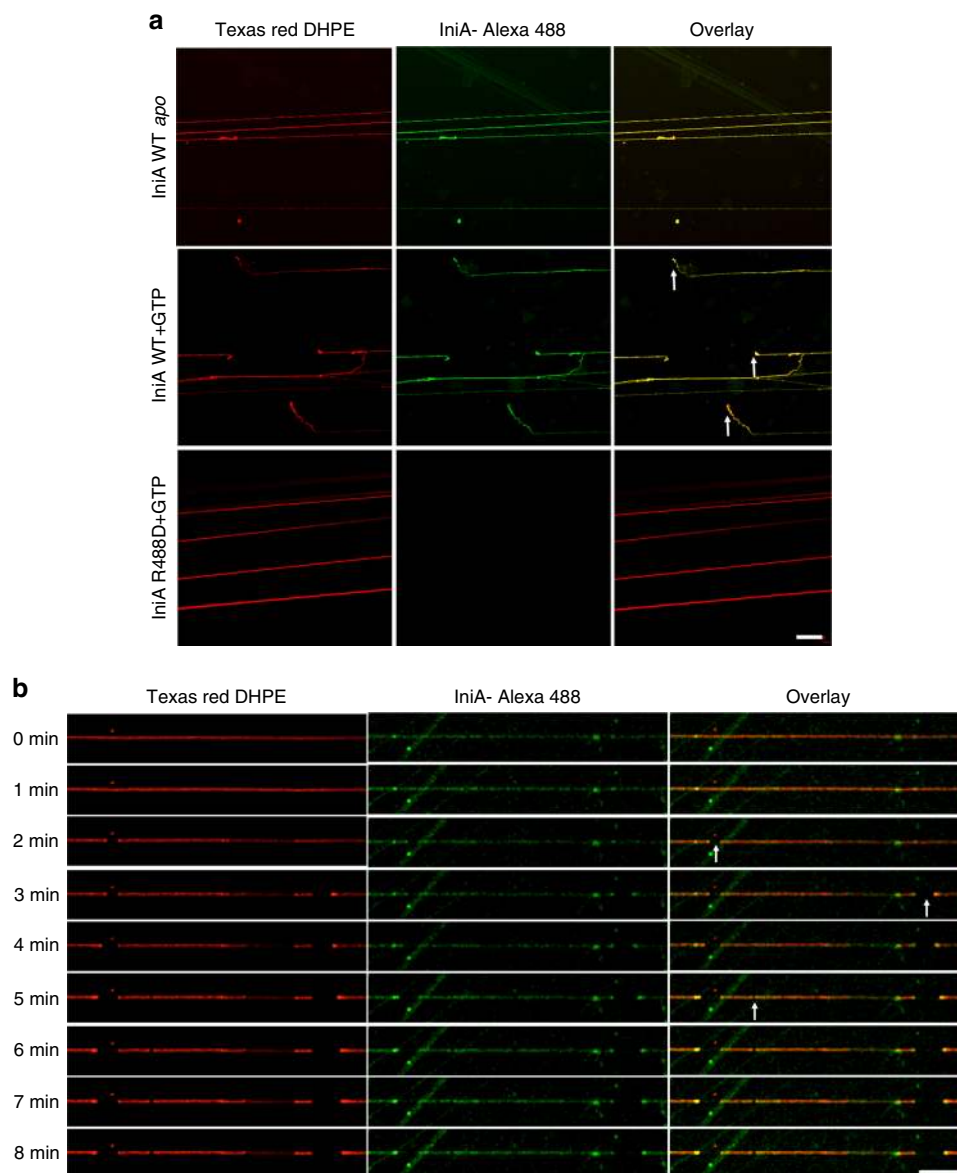 a
Texas red DHPE
IniA- Alexa 488
Overlay
IniA WT apo
IniA WT+GTP
IniA R488D+GTP
b
Texas red DHPE
IniA- Alexa 488
Overlay
0 min
1 min
2 min
3 min
4 min
5 min
6 min
7 min
8 min